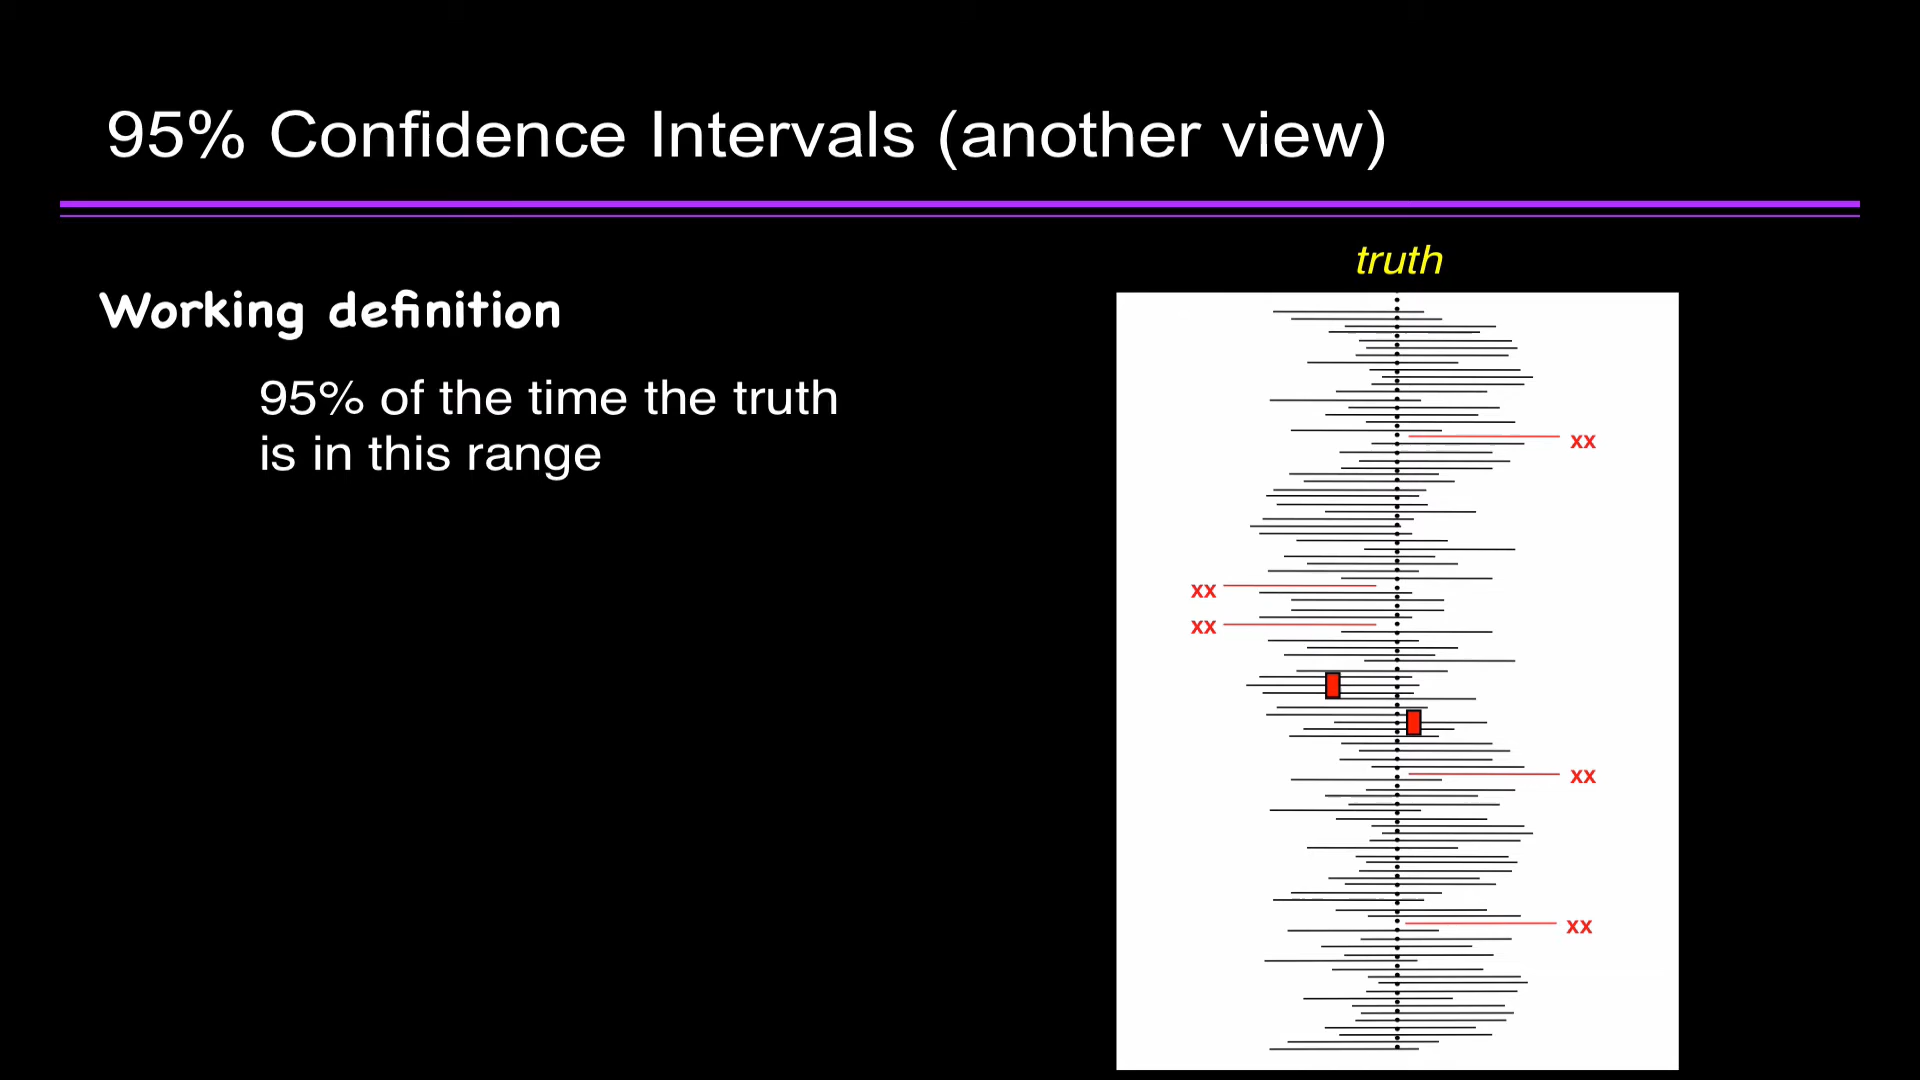 95% Confidence Intervals (another view)
truth
Working definition
95% of the time the truth
is in this range
xx
xx
xx
xx
xx